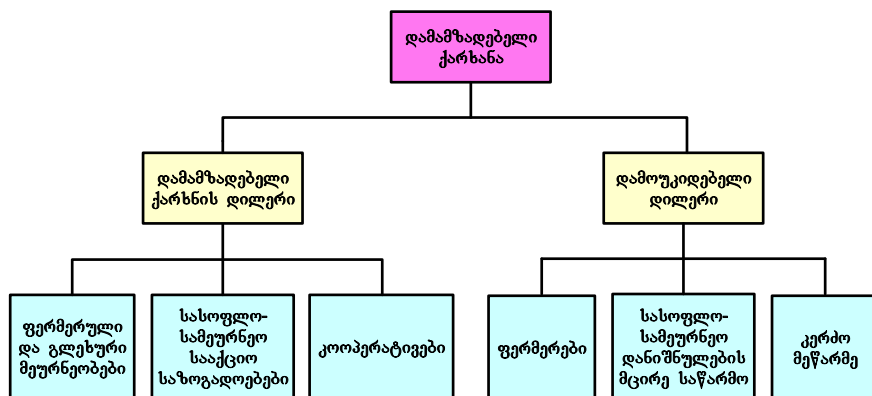 დამამზადებელი
ქარხანა
დამამზადებელი
ქარხნის დილერი
დამოუკიდებელი
დილერი
ფერმერული
და გლეხური
მეურნეობები
სასოფლო-
სამეურნეო
სააქციო
საზოგადოებები
კოოპერატივები
ფერმერები
სასოფლო-
სამეურნეო
დანიშნულების
მცირე საწარმო
კერძო
მეწარმე